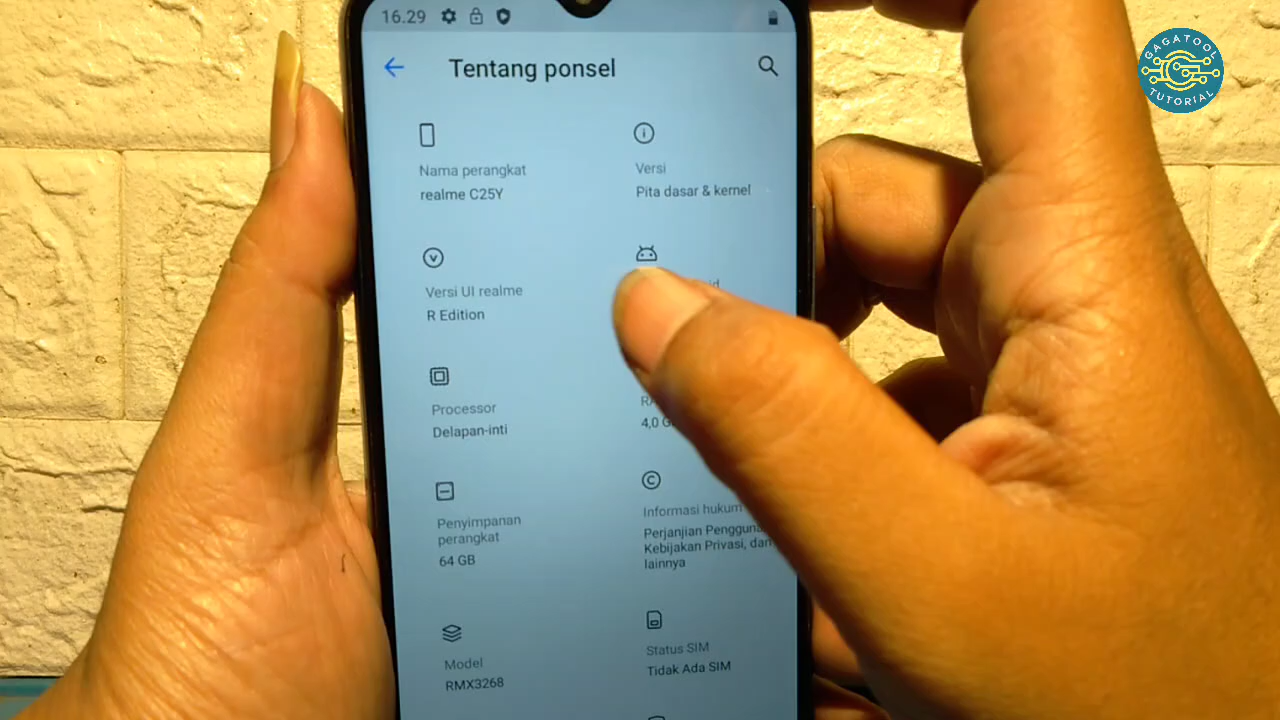 16.29
GAGATOOL
TUTORIAL
Tentang ponsel
Nama perangkat
realme C25Y
Versi
Pita dasar & kernel
Versi UI realme
R Edition
Processor
Delapan-inti
4,0
Penyimpanan
perangkat
64 GB
Informasi hukum
Perjanjian
Kebijakan Privasi, dan
lainnya
Model
RMX3268
Status SIM
Tidak Ada SIM